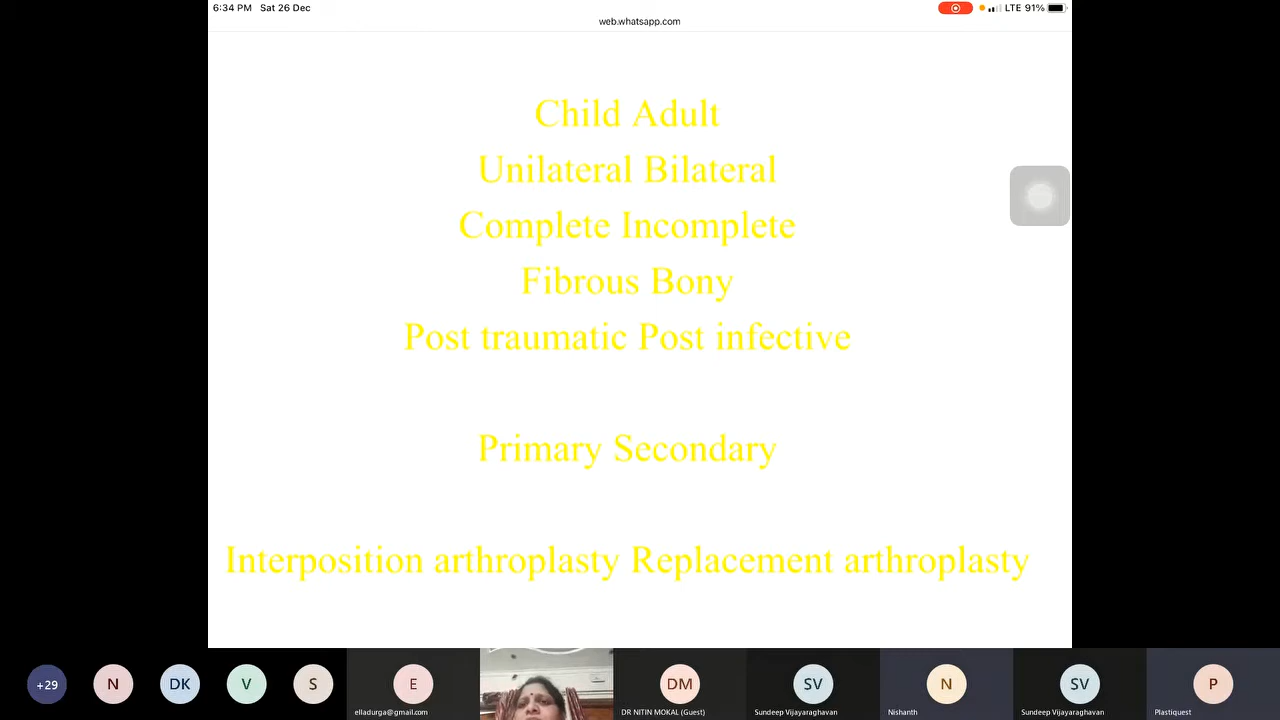 6:34 PM Sat 26 Dec
LTE 91%
web.whatsapp.com
Child Adult
Unilateral Bilateral
Complete Incomplete
Fibrous Bony
Post traumatic Post infective
Primary Secondary
Interposition arthroplasty Replacement arthroplasty
+29 N DK V S E DM SV N SV P
elladurga@gmail.com DR NITIN MOKAL (Guest) Sundeep Vijayaraghavan Nishanth Sundeep Vijayaraghavan Plastiquest